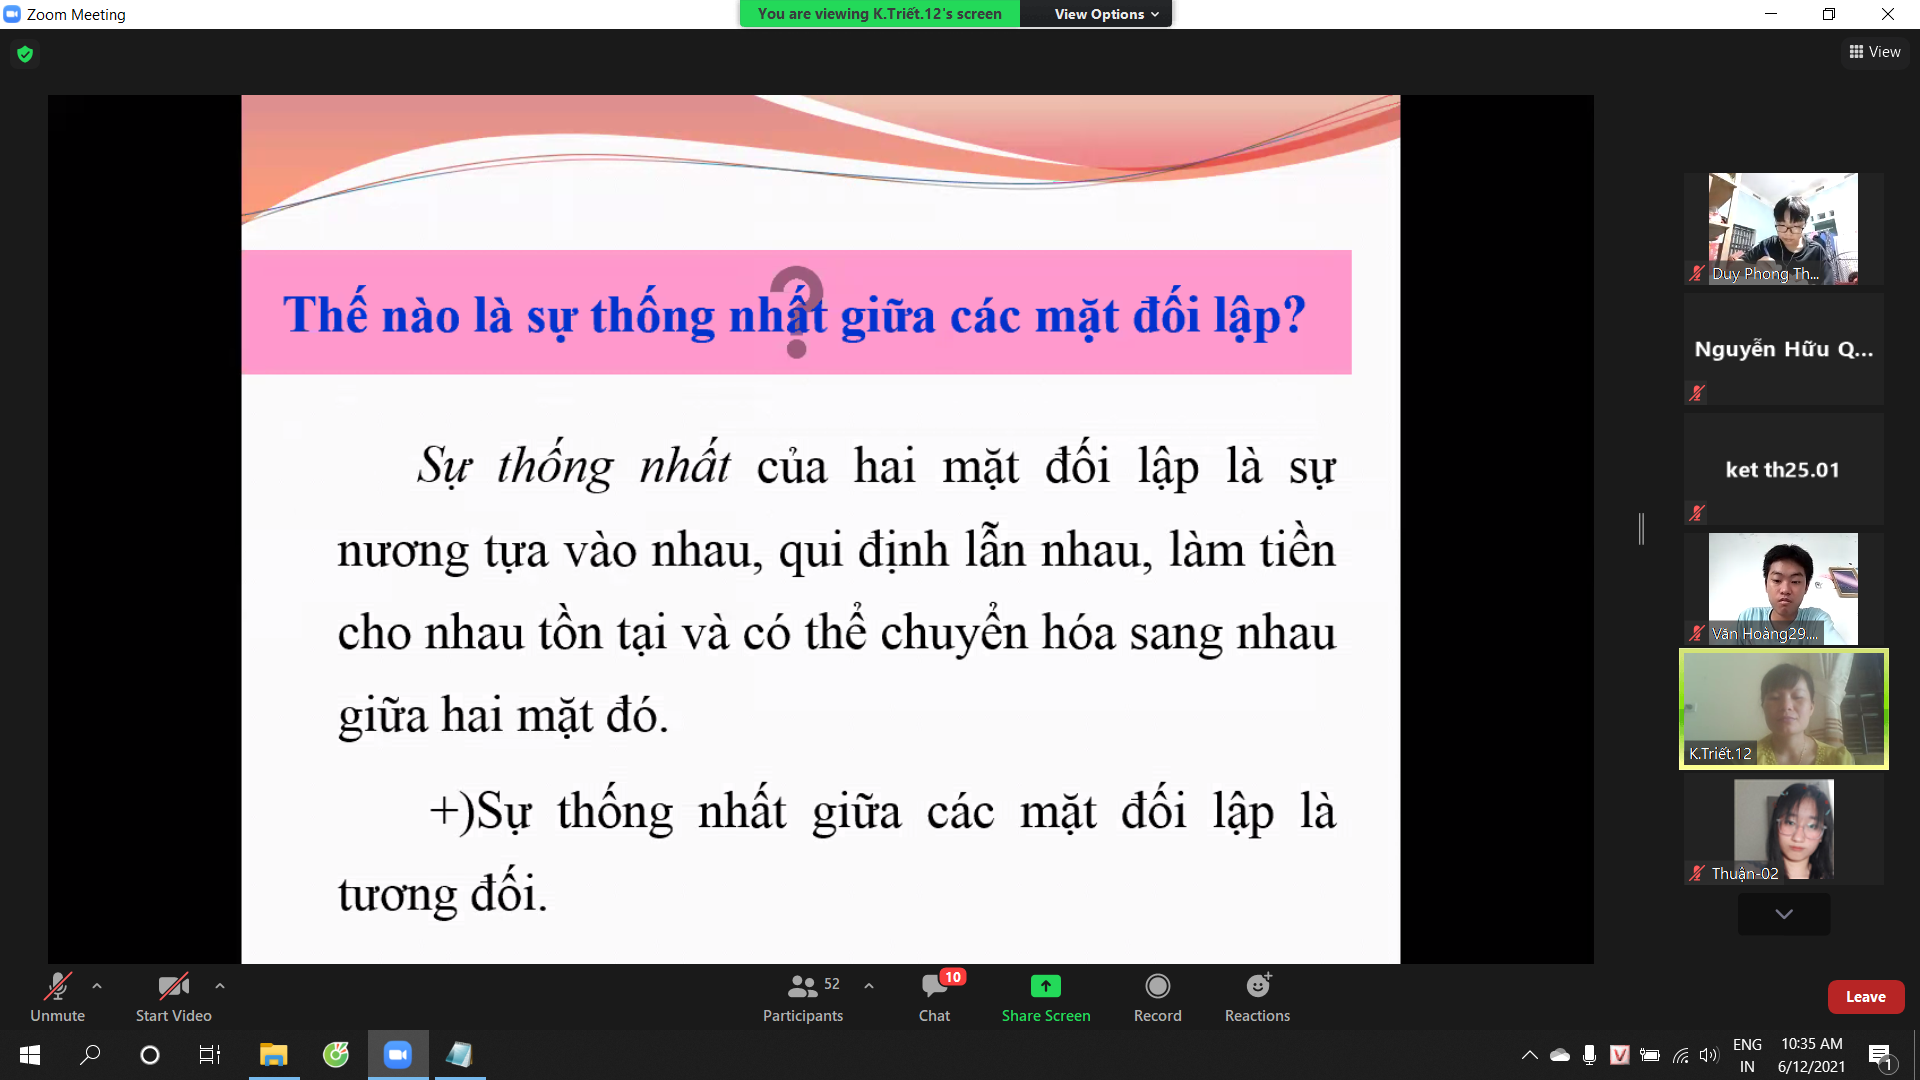 Zoom Meeting
You are viewing K.Triết.12's screen
View Options
View
Thế nào là sự thống nhất giữa các mặt đối lập?
?
Sự thống nhất của hai mặt đối lập là sự
nương tựa vào nhau, qui định lẫn nhau, làm tiền
cho nhau tồn tại và có thể chuyển hóa sang nhau
giữa hai mặt đó.
+)Sự thống nhất giữa các mặt đối lập là
tương đối.
Duy Phong Th...
Nguyễn Hữu Q...
ket th25.01
Văn Hoàng29....
K.Triết.12
Thuận-02
Unmute
Start Video
52
Participants
10
Chat
Share Screen
Record
Reactions
Leave
V
ENG
IN
10:35 AM
6/12/2021
1